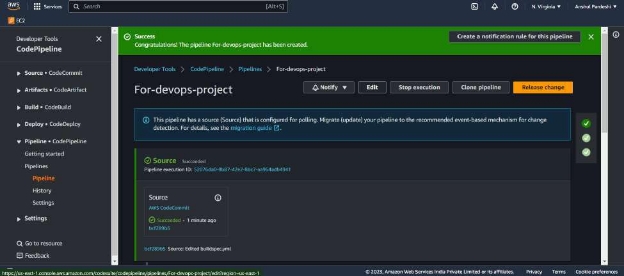 aws
Services
Search
[Alt+S]
N. Virginia
Anshul Pardeshi
EC2
Developer Tools
CodePipeline
Source • CodeCommit
Artifacts • CodeArtifact
Build • CodeBuild
Deploy • CodeDeploy
Pipeline • CodePipeline
Getting started
Pipelines
Pipeline
History
Settings
Settings
Go to resource
Feedback
Success
Congratulations! The pipeline For-devops-project has been created.
Create a notification rule for this pipeline
Developer Tools > CodePipeline > Pipelines > For-devops-project
For-devops-project
Notify
Edit
Stop execution
Clone pipeline
Release change
This pipeline has a source (Source) that is configured for polling. Migrate (update) your pipeline to the recommended event-based mechanism for change
detection. For details, see the migration guide
Source Succeeded
Pipeline execution ID:
Source
AWS CodeCommit
Succeeded - 1 minute ago
Source: Edited buildspec.yml
https://us-east-1.console.aws.amazon.com/codesuite/codepipeline/pipelines/For-devops-project/edit?region=us-east-1
© 2023, Amazon Web Services India Private Limited or its affiliates.
Privacy
Terms
Cookie preferences